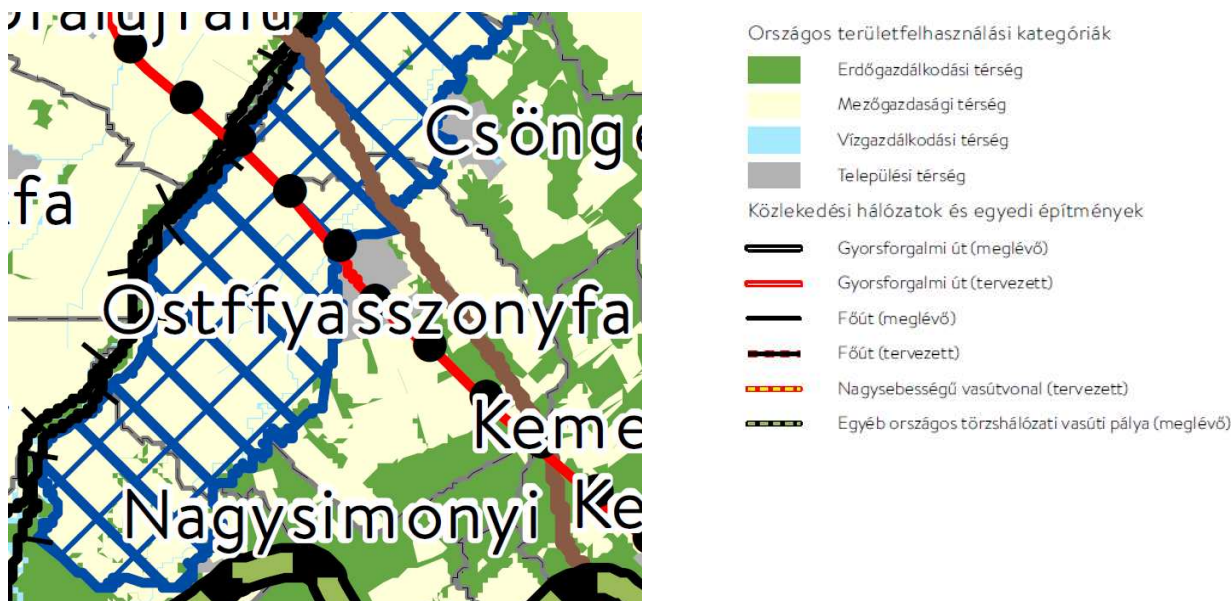 Csönge
fa
Ostffyasszonyfa
Keme
Nagysimonyi
Ke
Országos területfelhasználási kategóriák
Erdőgazdálkodási térség
Mezőgazdasági térség
Vízgazdálkodási térség
Települési térség
Közlekedési hálózatok és egyedi építmények
Gyorsforgalmi út (meglévő)
Gyorsforgalmi út (tervezett)
Főút (meglévő)
Főút (tervezett)
Nagysebességű vasútvonal (tervezett)
Egyéb országos törzshálózati vasúti pálya (meglévő)